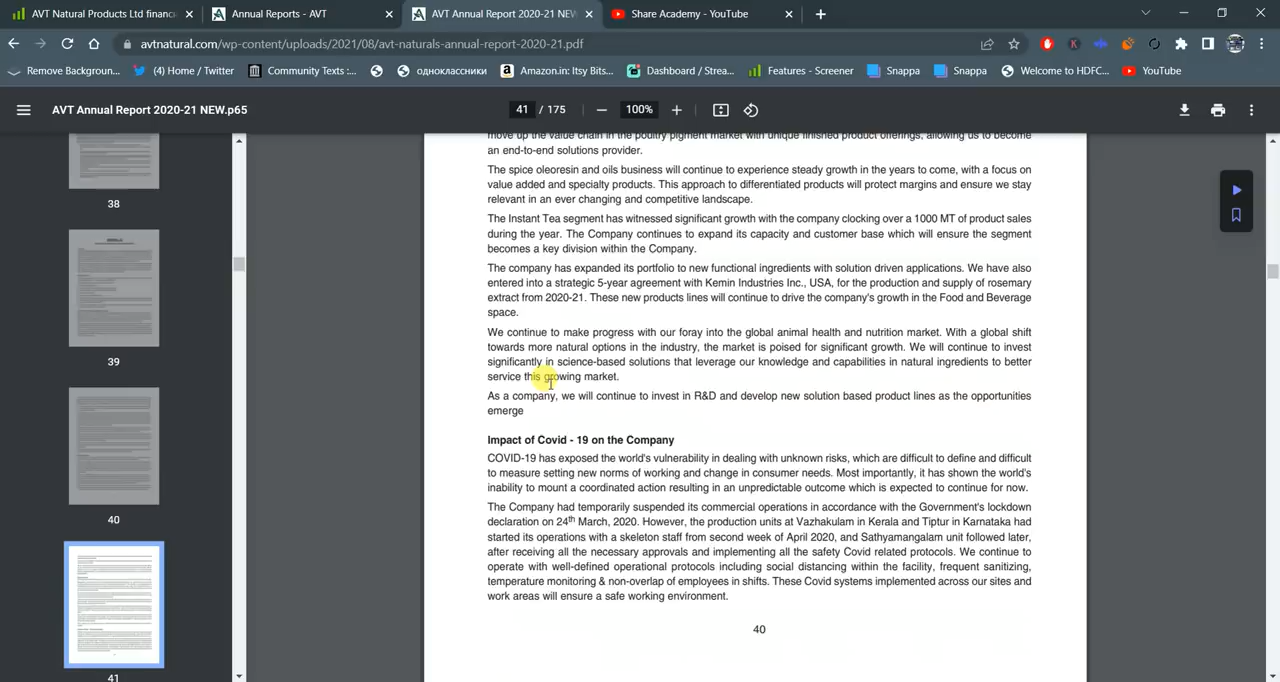 AVT Natural Products Ltd financ
Annual Reports - AVT
AVT Annual Report 2020-21 NEW
Share Academy - YouTube
avtnatural.com/wp-content/uploads/2021/08/avt-naturals-annual-report-2020-21.pdf
Remove Backgroun...
(4) Home / Twitter
Community Texts :...
одноклассники
Amazon.in: Itsy Bits...
Dashboard / Strea...
Features - Screener
Snappa
Snappa
Welcome to HDFC...
YouTube
AVT Annual Report 2020-21 NEW.p65
41 / 175
100%
38
39
40
41
move up the value chain in the poultry pigment market with unique finished product offerings, allowing us to become
an end-to-end solutions provider.
The spice oleoresin and oils business will continue to experience steady growth in the years to come, with a focus on
value added and specialty products. This approach to differentiated products will protect margins and ensure we stay
relevant in an ever changing and competitive landscape.
The Instant Tea segment has witnessed significant growth with the company clocking over a 1000 MT of product sales
during the year. The Company continues to expand its capacity and customer base which will ensure the segment
becomes a key division within the Company.
The company has expanded its portfolio to new functional ingredients with solution driven applications. We have also
entered into a strategic 5-year agreement with Kemin Industries Inc., USA, for the production and supply of rosemary
extract from 2020-21. These new products lines will continue to drive the company's growth in the Food and Beverage
space.
We continue to make progress with our foray into the global animal health and nutrition market. With a global shift
towards more natural options in the industry, the market is poised for significant growth. We will continue to invest
significantly in science-based solutions that leverage our knowledge and capabilities in natural ingredients to better
service this growing market.
As a company, we will continue to invest in R&D and develop new solution based product lines as the opportunities
emerge
Impact of Covid - 19 on the Company
COVID-19 has exposed the world's vulnerability in dealing with unknown risks, which are difficult to define and difficult
to measure setting new norms of working and change in consumer needs. Most importantly, it has shown the world's
inability to mount a coordinated action resulting in an unpredictable outcome which is expected to continue for now.
The Company had temporarily suspended its commercial operations in accordance with the Government's lockdown
declaration on 24th March, 2020. However, the production units at Vazhakulam in Kerala and Tiptur in Karnataka had
started its operations with a skeleton staff from second week of April 2020, and Sathyamangalam unit followed later,
after receiving all the necessary approvals and implementing all the safety Covid related protocols. We continue to
operate with well-defined operational protocols including social distancing within the facility, frequent sanitizing,
temperature monitoring & non-overlap of employees in shifts. These Covid systems implemented across our sites and
work areas will ensure a safe working environment.
40